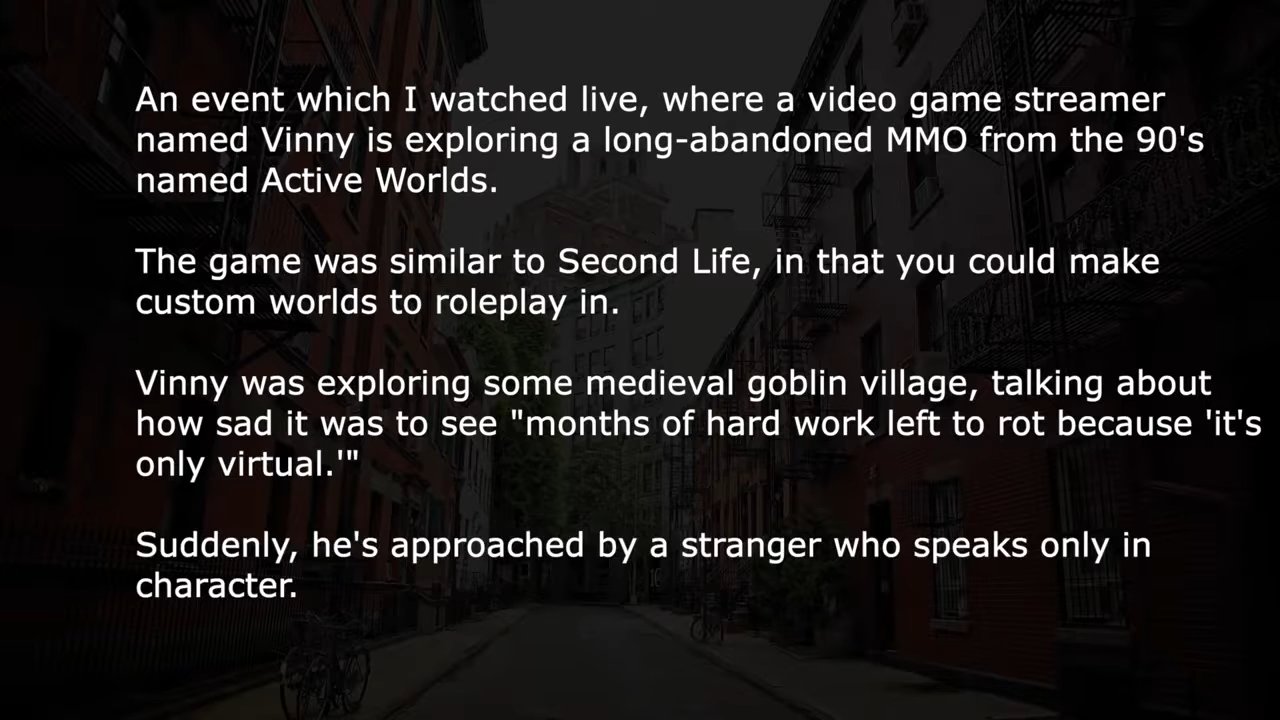 An event which I watched live, where a video game streamer
named Vinny is exploring a long-abandoned MMO from the 90's
named Active Worlds.
The game was similar to Second Life, in that you could make
custom worlds to roleplay in.
Vinny was exploring some medieval goblin village, talking about
how sad it was to see "months of hard work left to rot because 'it's
only virtual.'"
Suddenly, he's approached by a stranger who speaks only in
character.